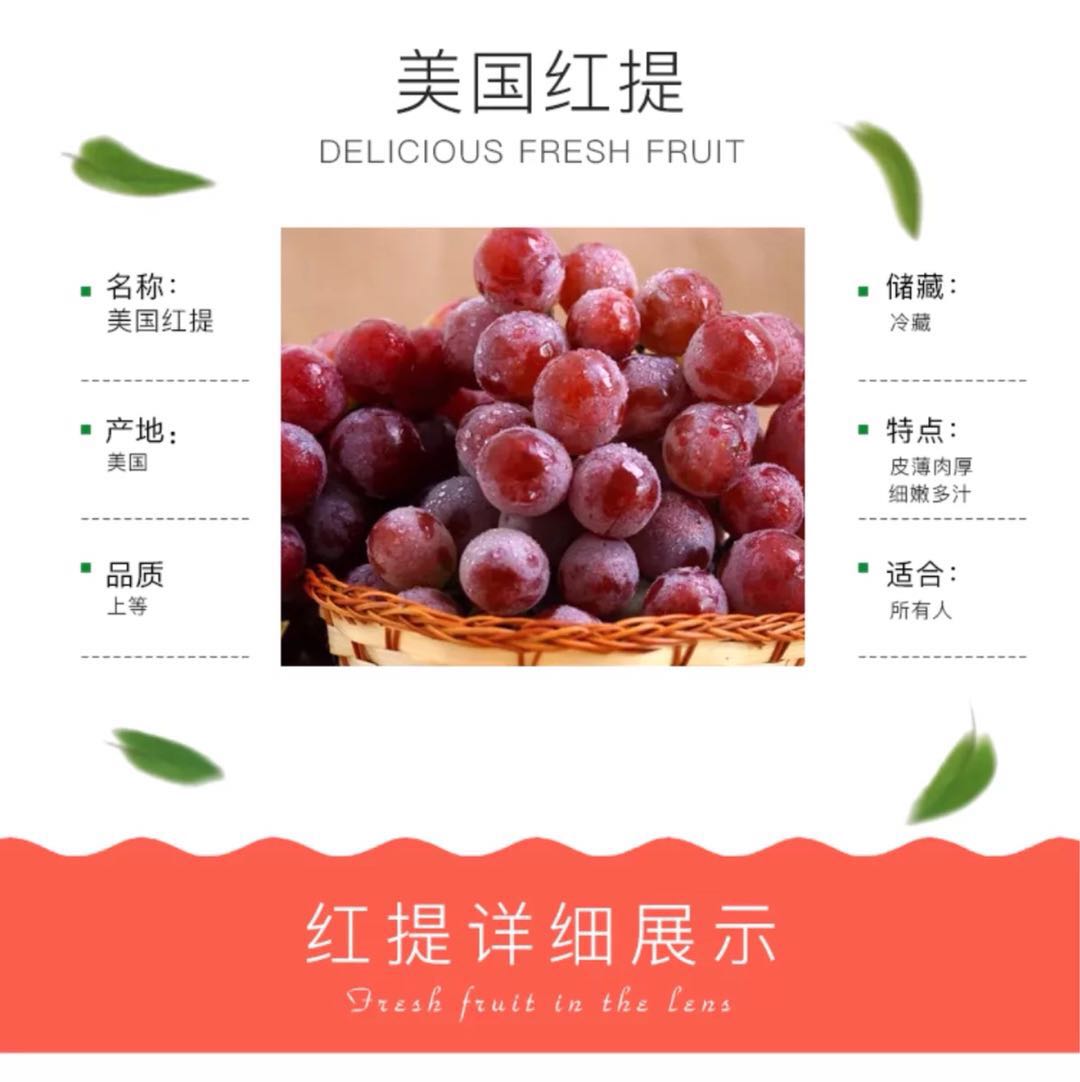 美国红提
DELICIOUS FRESH FRUIT
名称：
美国红提
产地：
美国
品质
上等
储藏：
冷藏
特点：
皮薄肉厚
细嫩多汁
适合：
所有人
红提详细展示
Fresh fruit in the lens